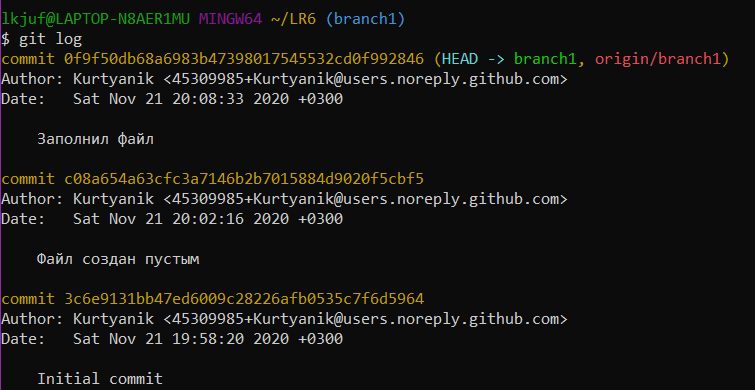 lkjuf@LAPTOP-N8AER1MU MINGW64 ~/LR6 (branch1)
$ git log
commit 0f9f50db68a6983b47398017545532cd0f992846 (HEAD -> branch1, origin/branch1)
Author: Kurtyanik <45309985+Kurtyanik@users.noreply.github.com>
Date:   Sat Nov 21 20:08:33 2020 +0300
Заполнил файл
commit c08a654a63cfc3a7146b2b7015884d9020f5cbf5
Author: Kurtyanik <45309985+Kurtyanik@users.noreply.github.com>
Date:   Sat Nov 21 20:02:16 2020 +0300
Файл создан пустым
commit 3c6e9131bb47ed6009c28226afb0535c7f6d5964
Author: Kurtyanik <45309985+Kurtyanik@users.noreply.github.com>
Date:   Sat Nov 21 19:58:20 2020 +0300
Initial commit